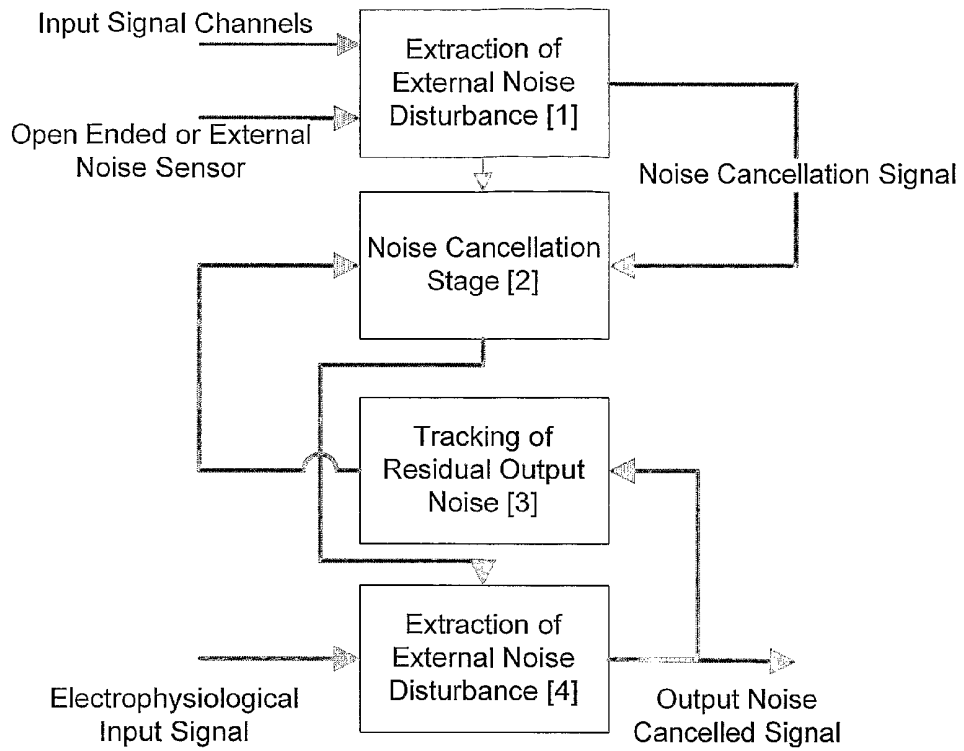 Input Signal Channels
Extraction of
External Noise
Disturbance [1]
Open Ended or External
Noise Sensor
Noise Cancellation Signal
Noise Cancellation
Stage [2]
Tracking of
Residual Output
Noise [3]
Extraction of
External Noise
Disturbance [4]
Electrophysiological
Input Signal
Output Noise
Cancelled Signal